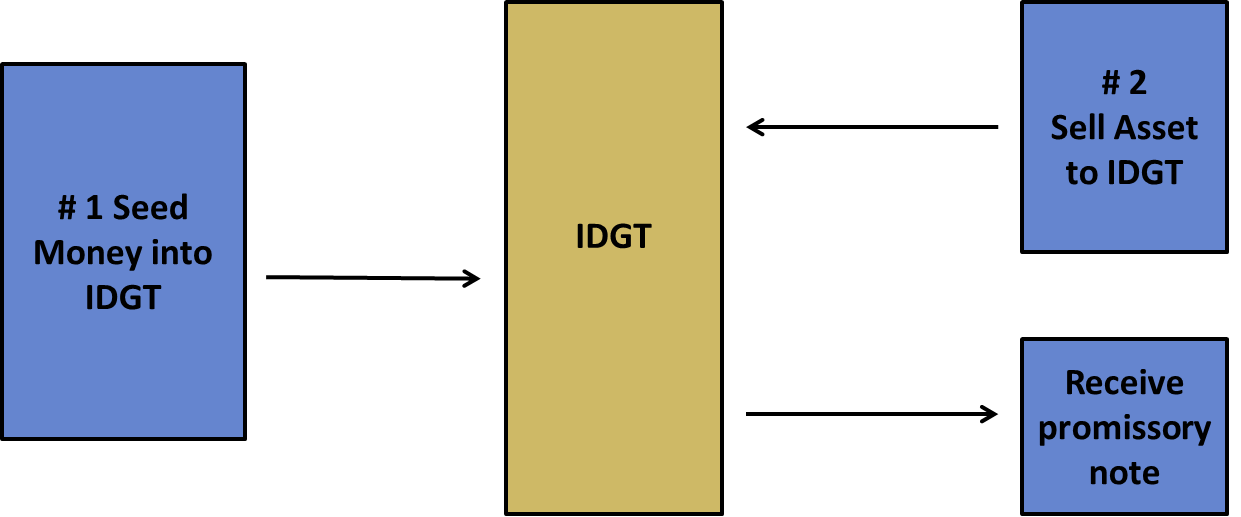 # 1 Seed
Money into
IDGT
IDGT
# 2
Sell Asset
to IDGT
Receive
promissory
note